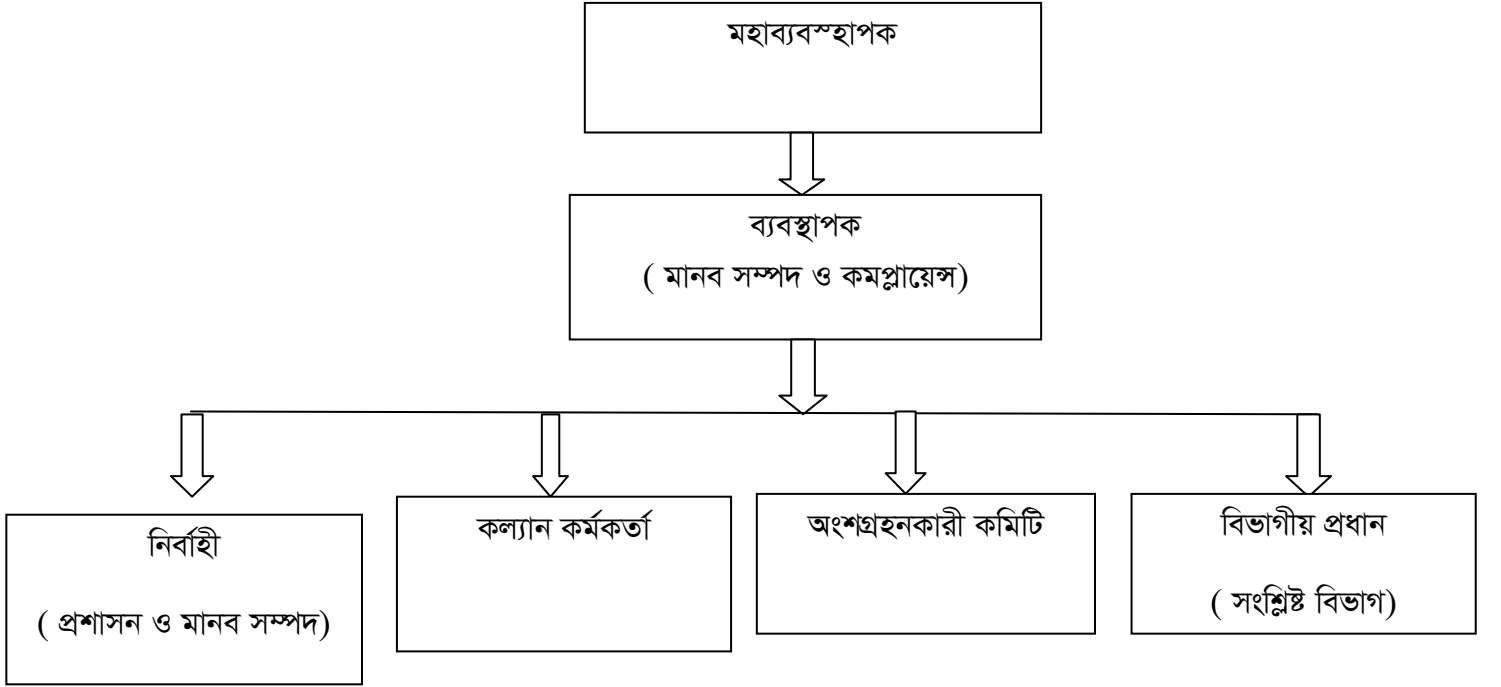 মহাব্যবস্হাপক
ব্যবস্থাপক
( মানব সম্পদ ও কমপ্লায়েন্স)
নির্বাহী
( প্রশাসন ও মানব সম্পদ)
কল্যান কর্মকর্তা
অংশগ্রহনকারী কমিটি
বিভাগীয় প্রধান
( সংশ্লিষ্ট বিভাগ)